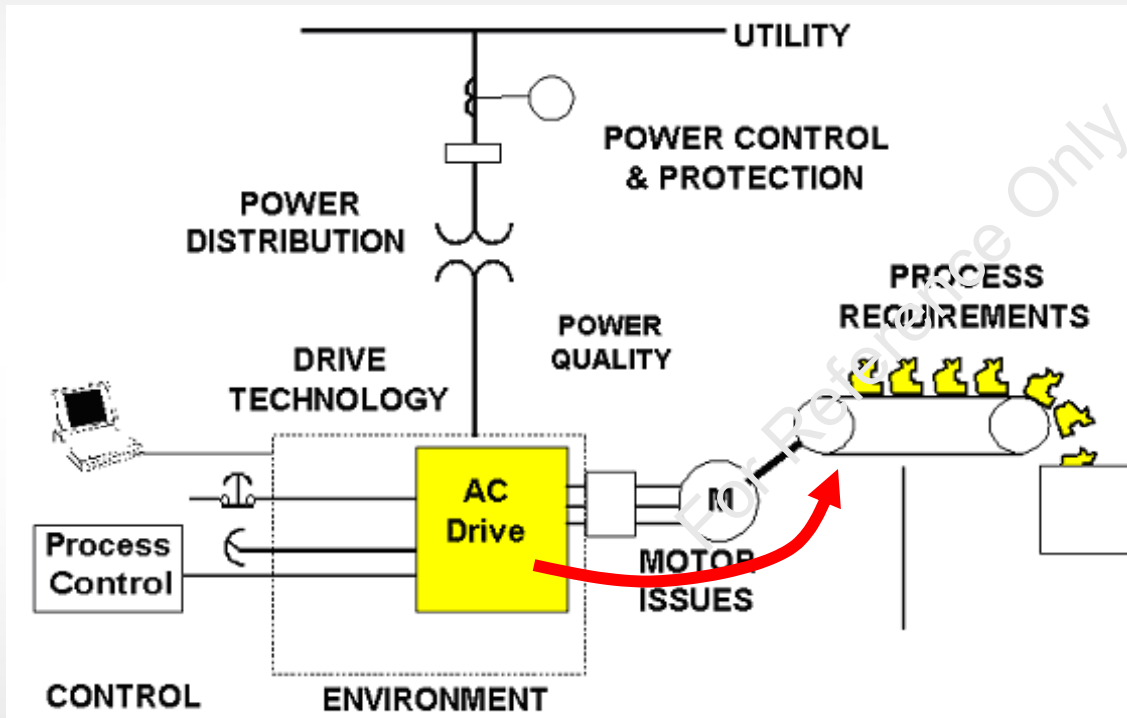 UTILITY
POWER CONTROL
& PROTECTION
POWER
DISTRIBUTION
PROCESS
REQUIREMENTS
POWER
QUALITY
DRIVE
TECHNOLOGY
AC
Drive
M
Process
Control
MOTOR
ISSUES
CONTROL
ENVIRONMENT
For Reference Only